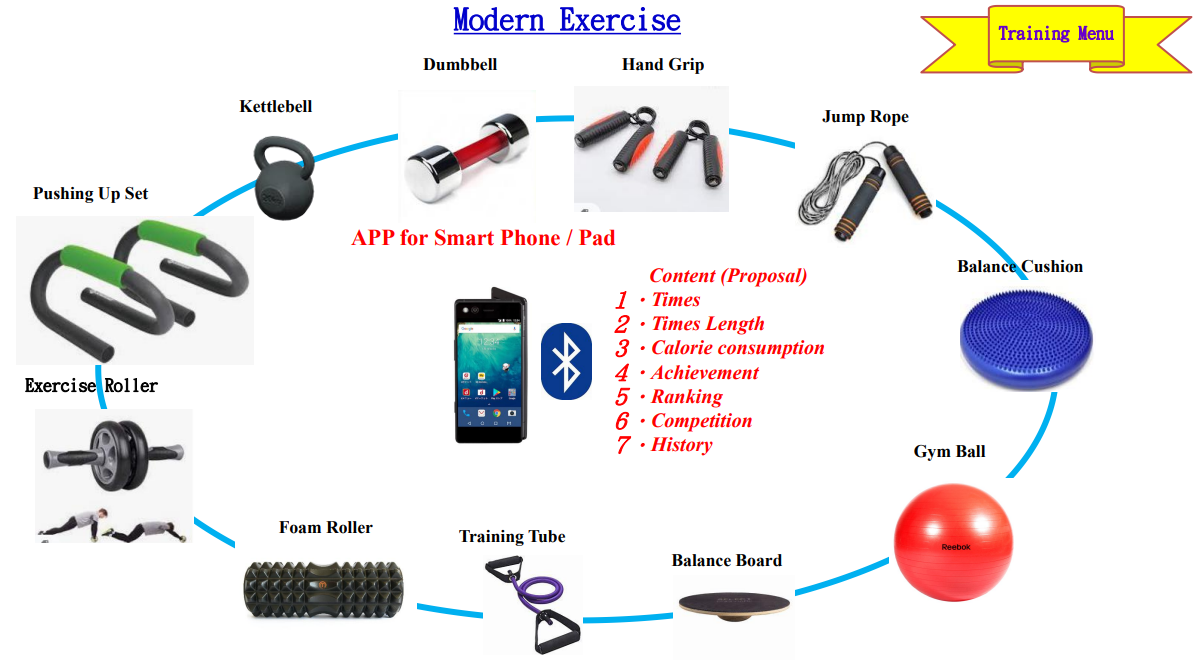 Modern Exercise
Training Menu
Dumbbell
Hand Grip
Kettlebell
Jump Rope
Pushing Up Set
APP for Smart Phone / Pad
Balance Cushion
Content (Proposal)
1・Times
2・Times Length
3・Calorie consumption
4・Achievement
5・Ranking
6・Competition
7・History
Exercise Roller
Gym Ball
Reebok
Foam Roller
Training Tube
Balance Board